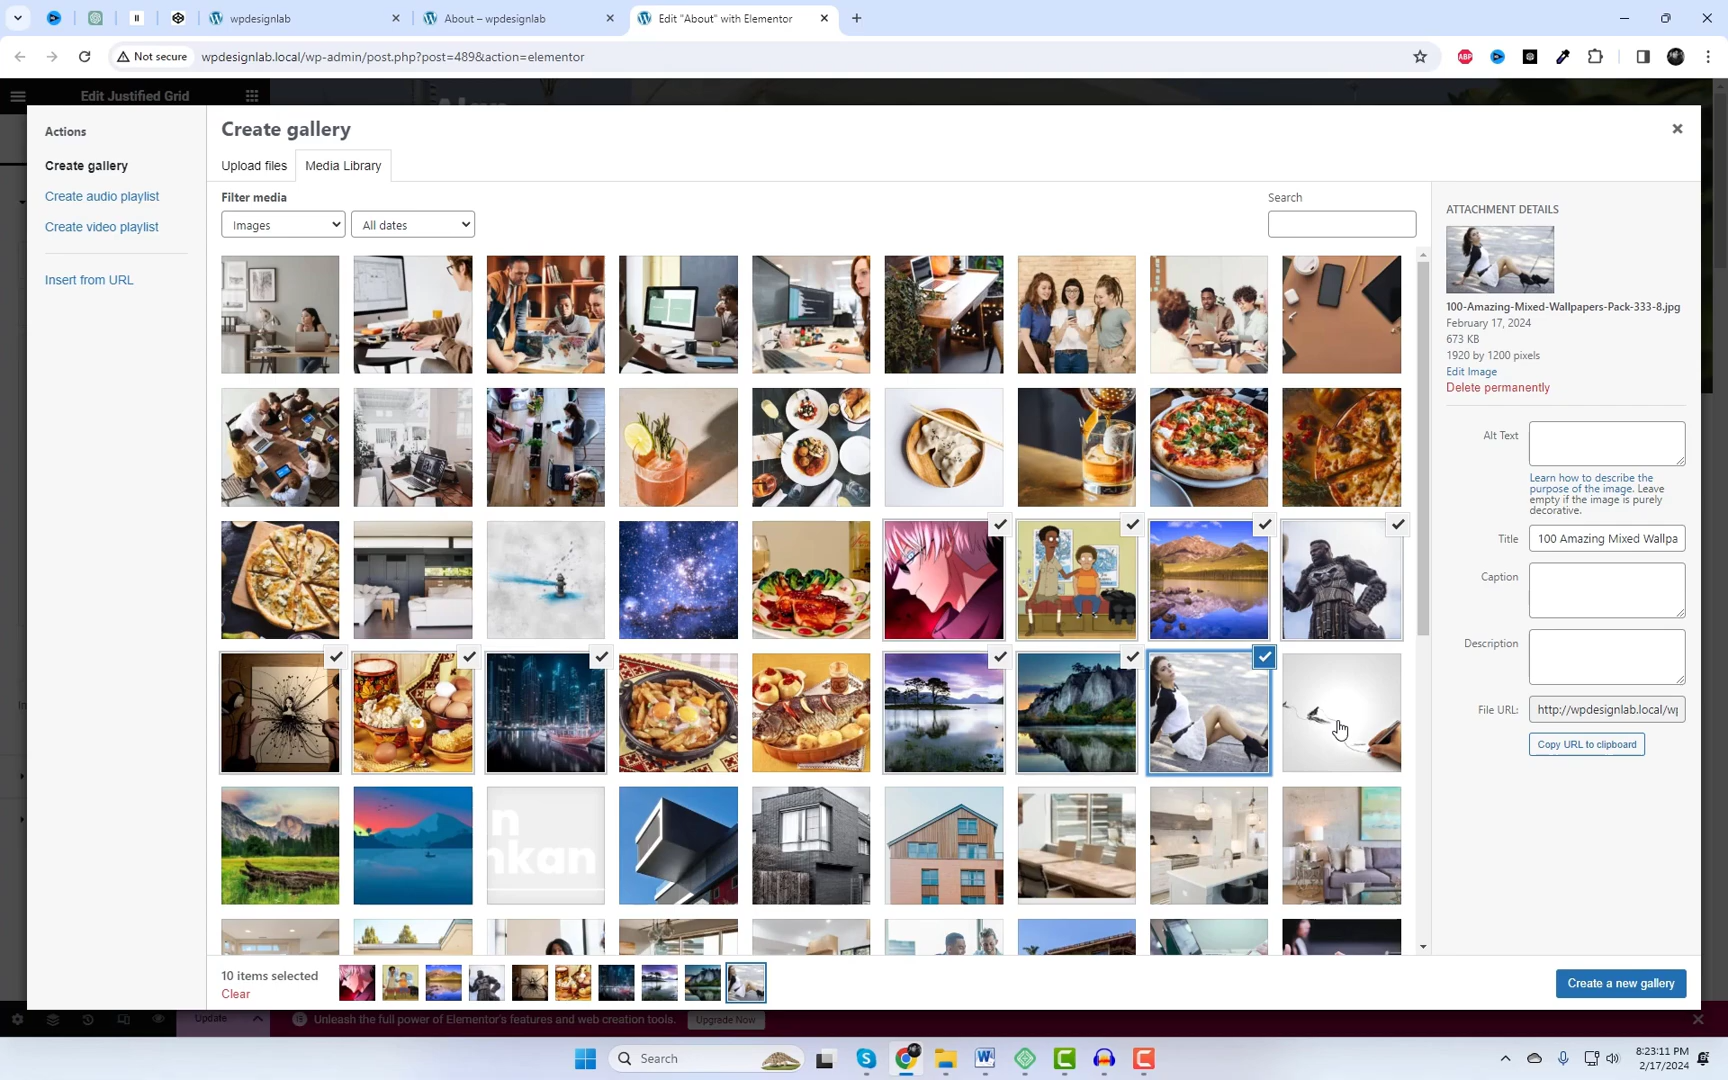 wpdesignlab
About – wpdesignlab
Edit "About" with Elementor
Not secure
wpdesignlab.local/wp-admin/post.php?post=489&action=elementor
ABP
Edit Justified Grid
Actions
Create gallery
Create audio playlist
Create video playlist
Insert from URL
Create gallery
Upload files
Media Library
Filter media
Images
All dates
Search
nkan
10 items selected
Clear
ATTACHMENT DETAILS
100-Amazing-Mixed-Wallpapers-Pack-333-8.jpg
February 17, 2024
673 KB
1920 by 1200 pixels
Edit Image
Delete permanently
Alt Text
Learn how to describe the
purpose of the image. Leave
empty if the image is purely
decorative.
Title
100 Amazing Mixed Wallpa
Caption
Description
File URL:
http://wpdesignlab.local/wp
Copy URL to clipboard
Create a new gallery
Update
Unleash the full power of Elementor's features and web creation tools.
Upgrade Now
Search
8:23:11 PM
2/17/2024